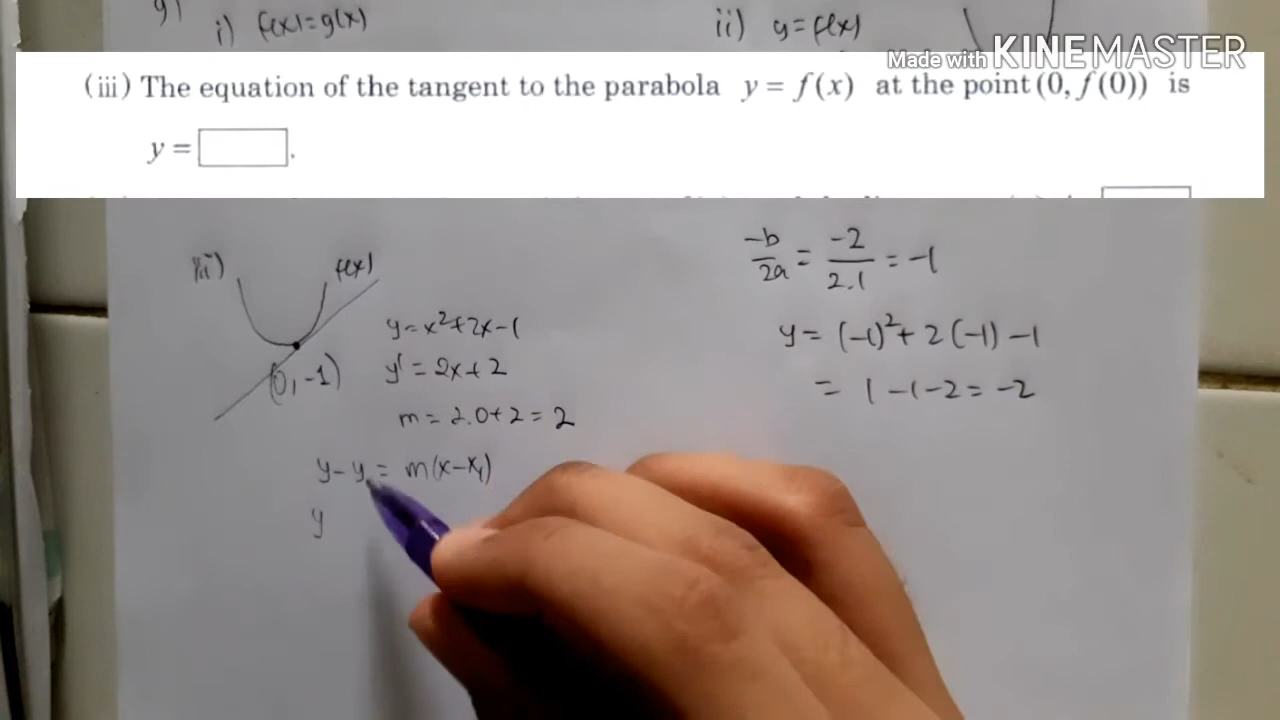 9)
i) f(x)=g(x)
ii) y=f(x)
Made with KINEMASTER
(iii) The equation of the tangent to the parabola y = f(x) at the point (0, f(0)) is
y = .
iii) f(x)
(0, -1)
y=x²+2x-1
y' = 2x+2
m = 2.0+2 = 2
y-y₁ = m(x-x₁)
y
-b/2a = -2/2.1 = -1
y = (-1)²+ 2(-1) -1
= 1-1-2 = -2